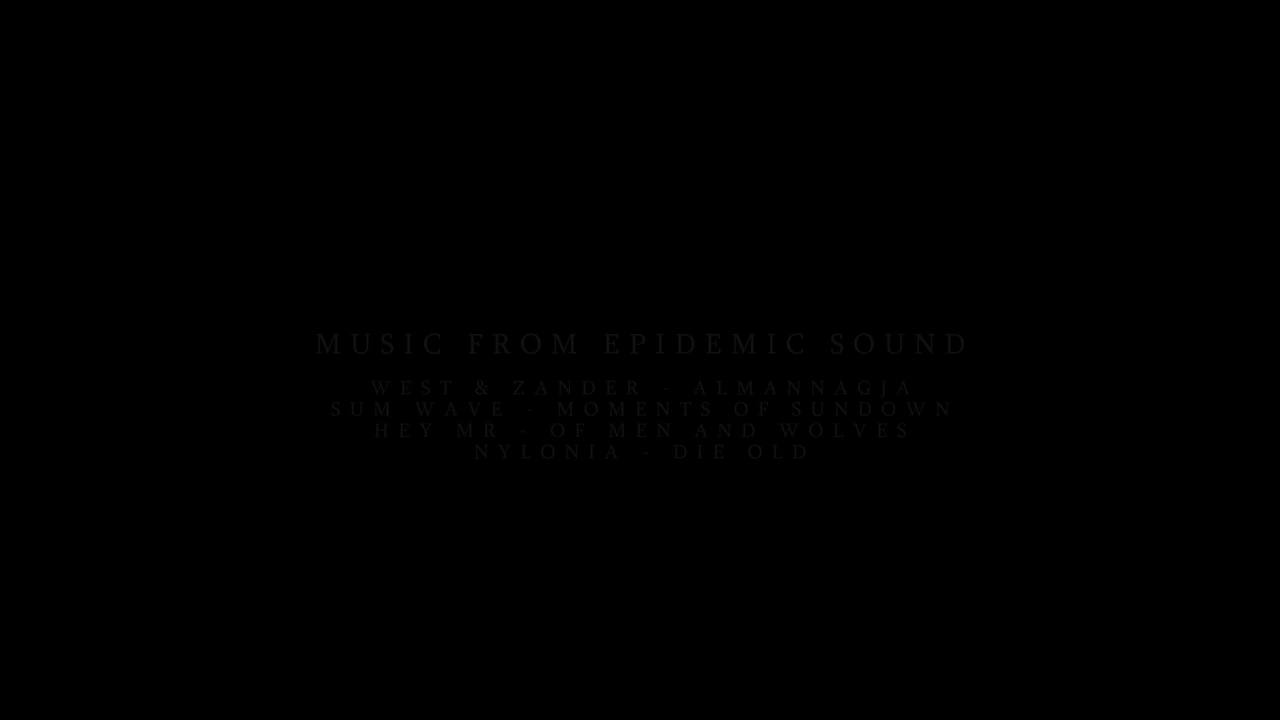 MUSIC FROM EPIDEMIC SOUND
WEST & ZANDER - ALMANNAGJA
SUM WAVE - MOMENTS OF SUNDOWN
HEY MR - OF MEN AND WOLVES
NYLONIA - DIE OLD